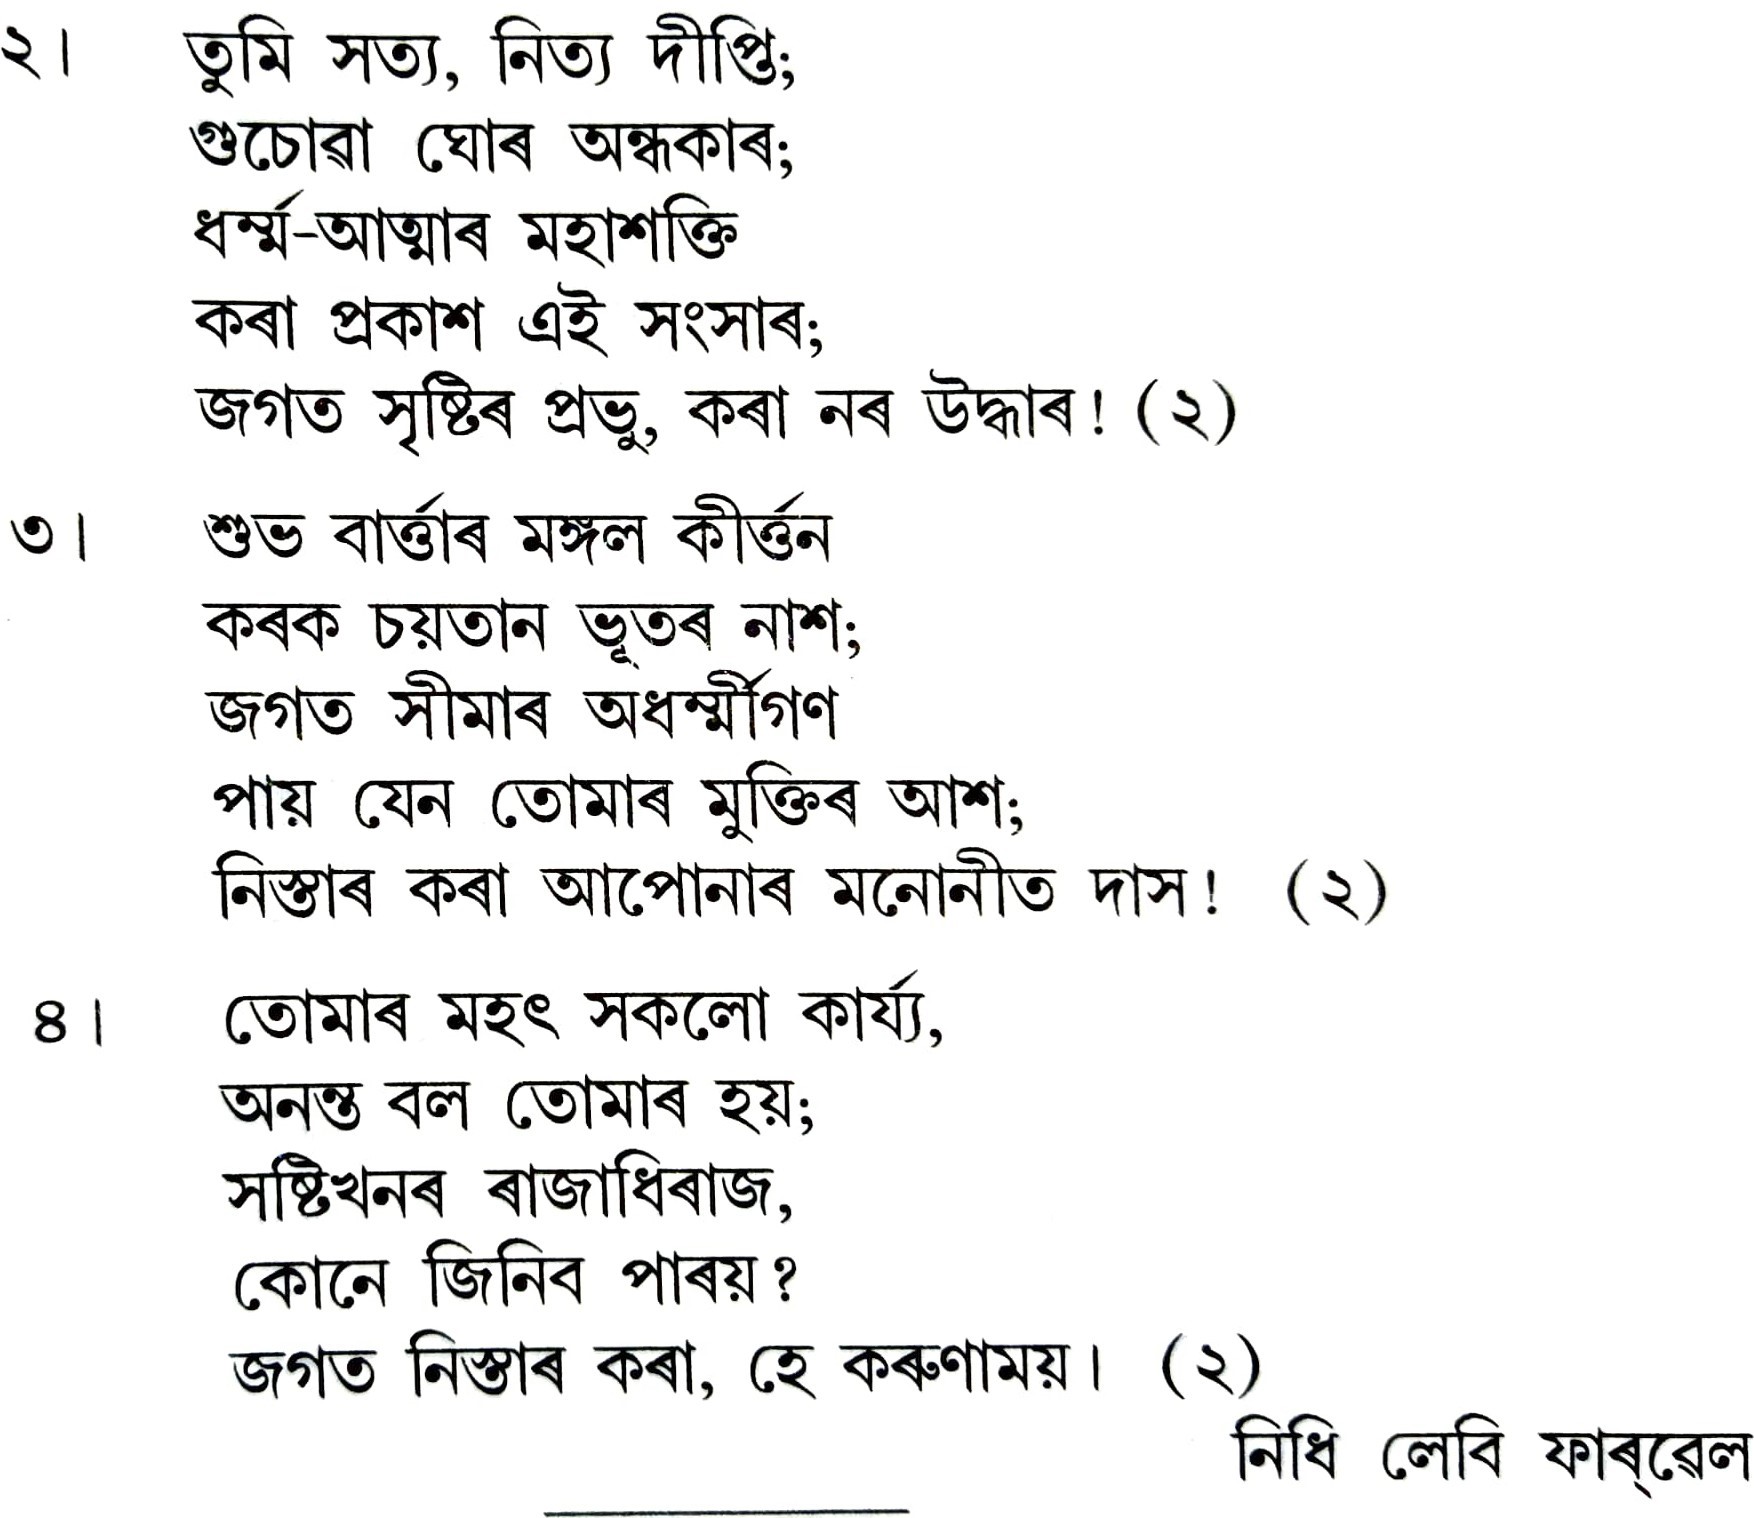 ২। তুমি সত্য, নিত্য দীপ্তি;
গুচোৱা ঘোৰ অন্ধকাৰ;
ধৰ্ম্ম-আত্মাৰ মহাশক্তি
কৰা প্ৰকাশ এই সংসাৰ;
জগত সৃষ্টিৰ প্ৰভু, কৰা নৰ উদ্ধাৰ! (২)
৩। শুভ বাৰ্ত্তাৰ মঙ্গল কীৰ্ত্তন
কৰক চয়তান ভূতৰ নাশ;
জগত সীমাৰ অধৰ্ম্মীগণ
পায় যেন তোমাৰ মুক্তিৰ আশ;
নিস্তাৰ কৰা আপোনাৰ মনোনীত দাস! (২)
৪। তোমাৰ মহৎ সকলো কাৰ্য্য,
অনন্ত বল তোমাৰ হয়;
সষ্টিখনৰ ৰাজাধিৰাজ,
কোনে জিনিব পাৰয়?
জগত নিস্তাৰ কৰা, হে কৰুণাময়। (২)
নিধি লেবি ফাৰ্‌ৱেল